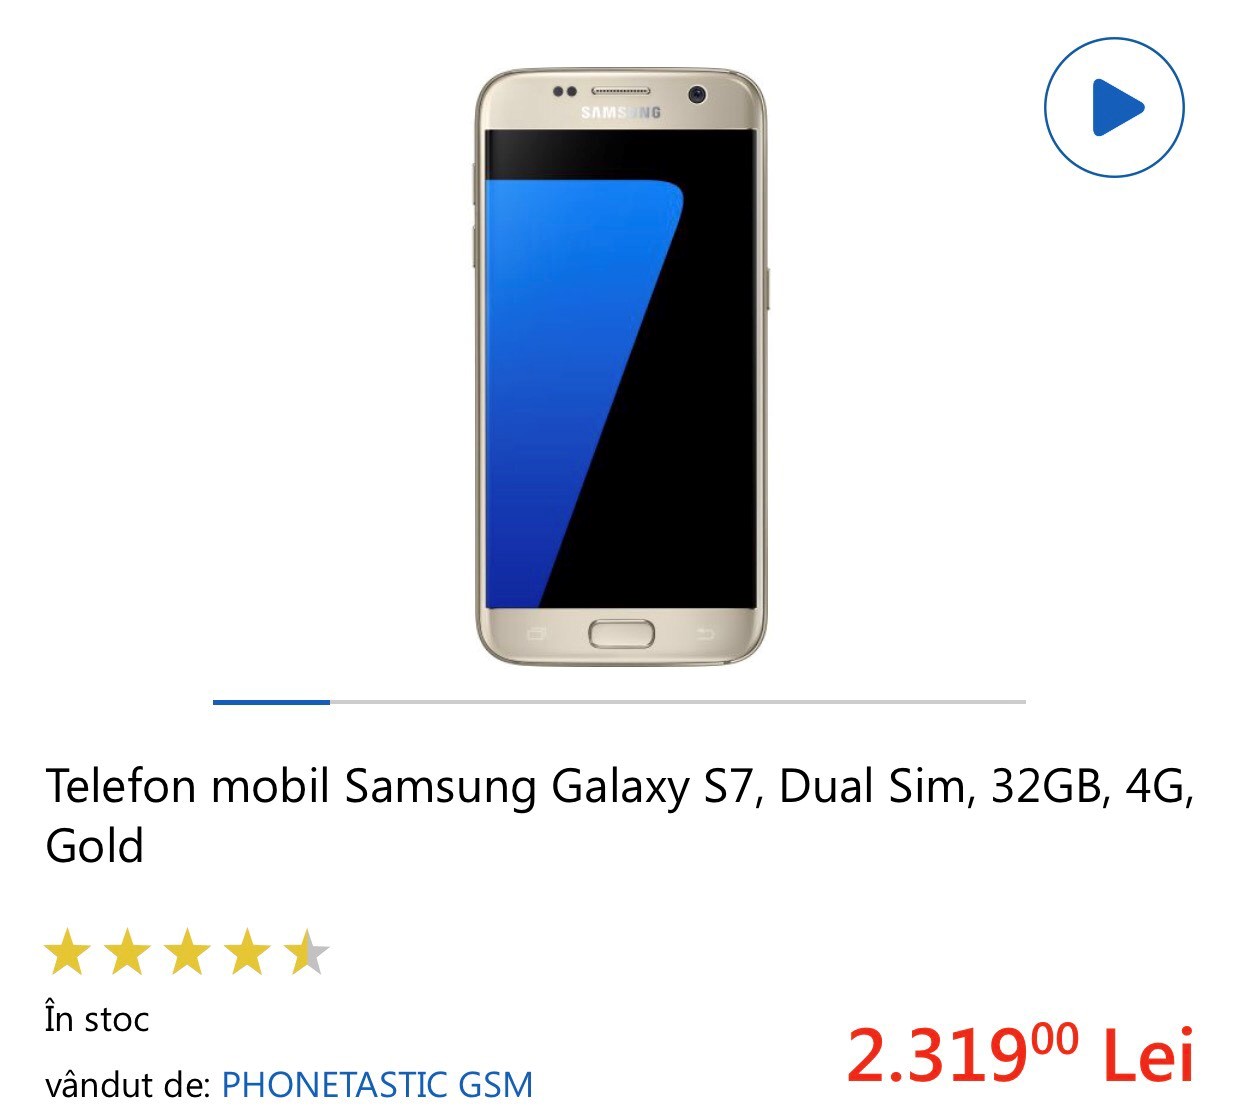 SAMSUNG
Telefon mobil Samsung Galaxy S7, Dual Sim, 32GB, 4G,
Gold
În stoc
2.319⁰⁰ Lei
vândut de: PHONETASTIC GSM